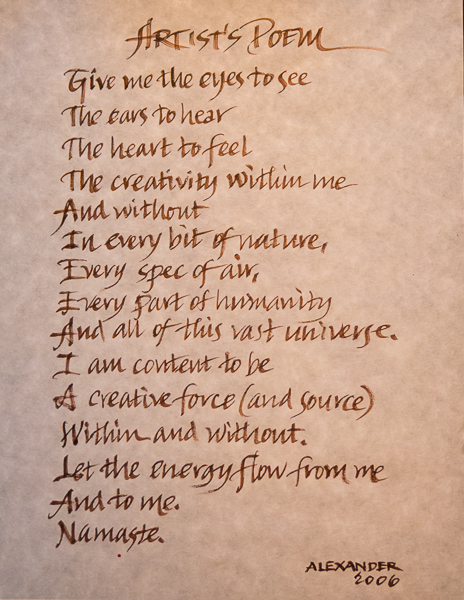 Artist's Poem
Give me the eyes to see
The ears to hear
The heart to feel
The creativity within me
And without
In every bit of nature,
Every spec of air,
Every part of humanity
And all of this vast universe.
I am content to be
A creative force (and source)
Within and without.
Let the energy flow from me
And to me.
Namaste.
ALEXANDER
2006